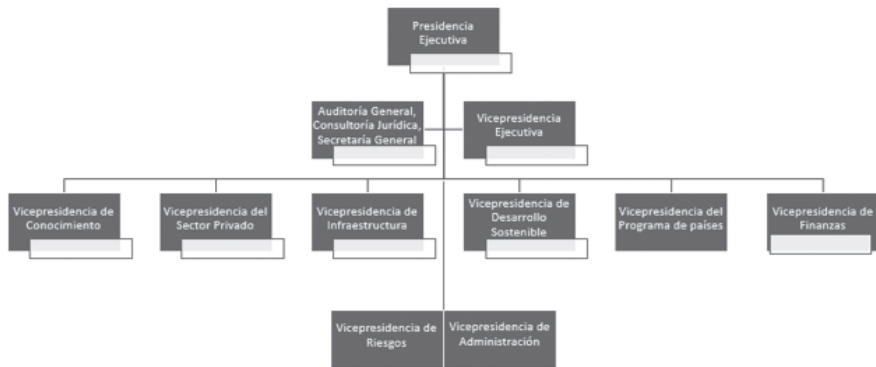 Presidencia
Ejecutiva
Auditoría General,
Consultoría Jurídica,
Secretaría General
Vicepresidencia
Ejecutiva
Vicepresidencia de
Conocimiento
Vicepresidencia del
Sector Privado
Vicepresidencia de
Infraestructura
Vicepresidencia de
Desarrollo
Sostenible
Vicepresidencia del
Programa de países
Vicepresidencia de
Finanzas
Vicepresidencia de
Riesgos
Vicepresidencia de
Administración